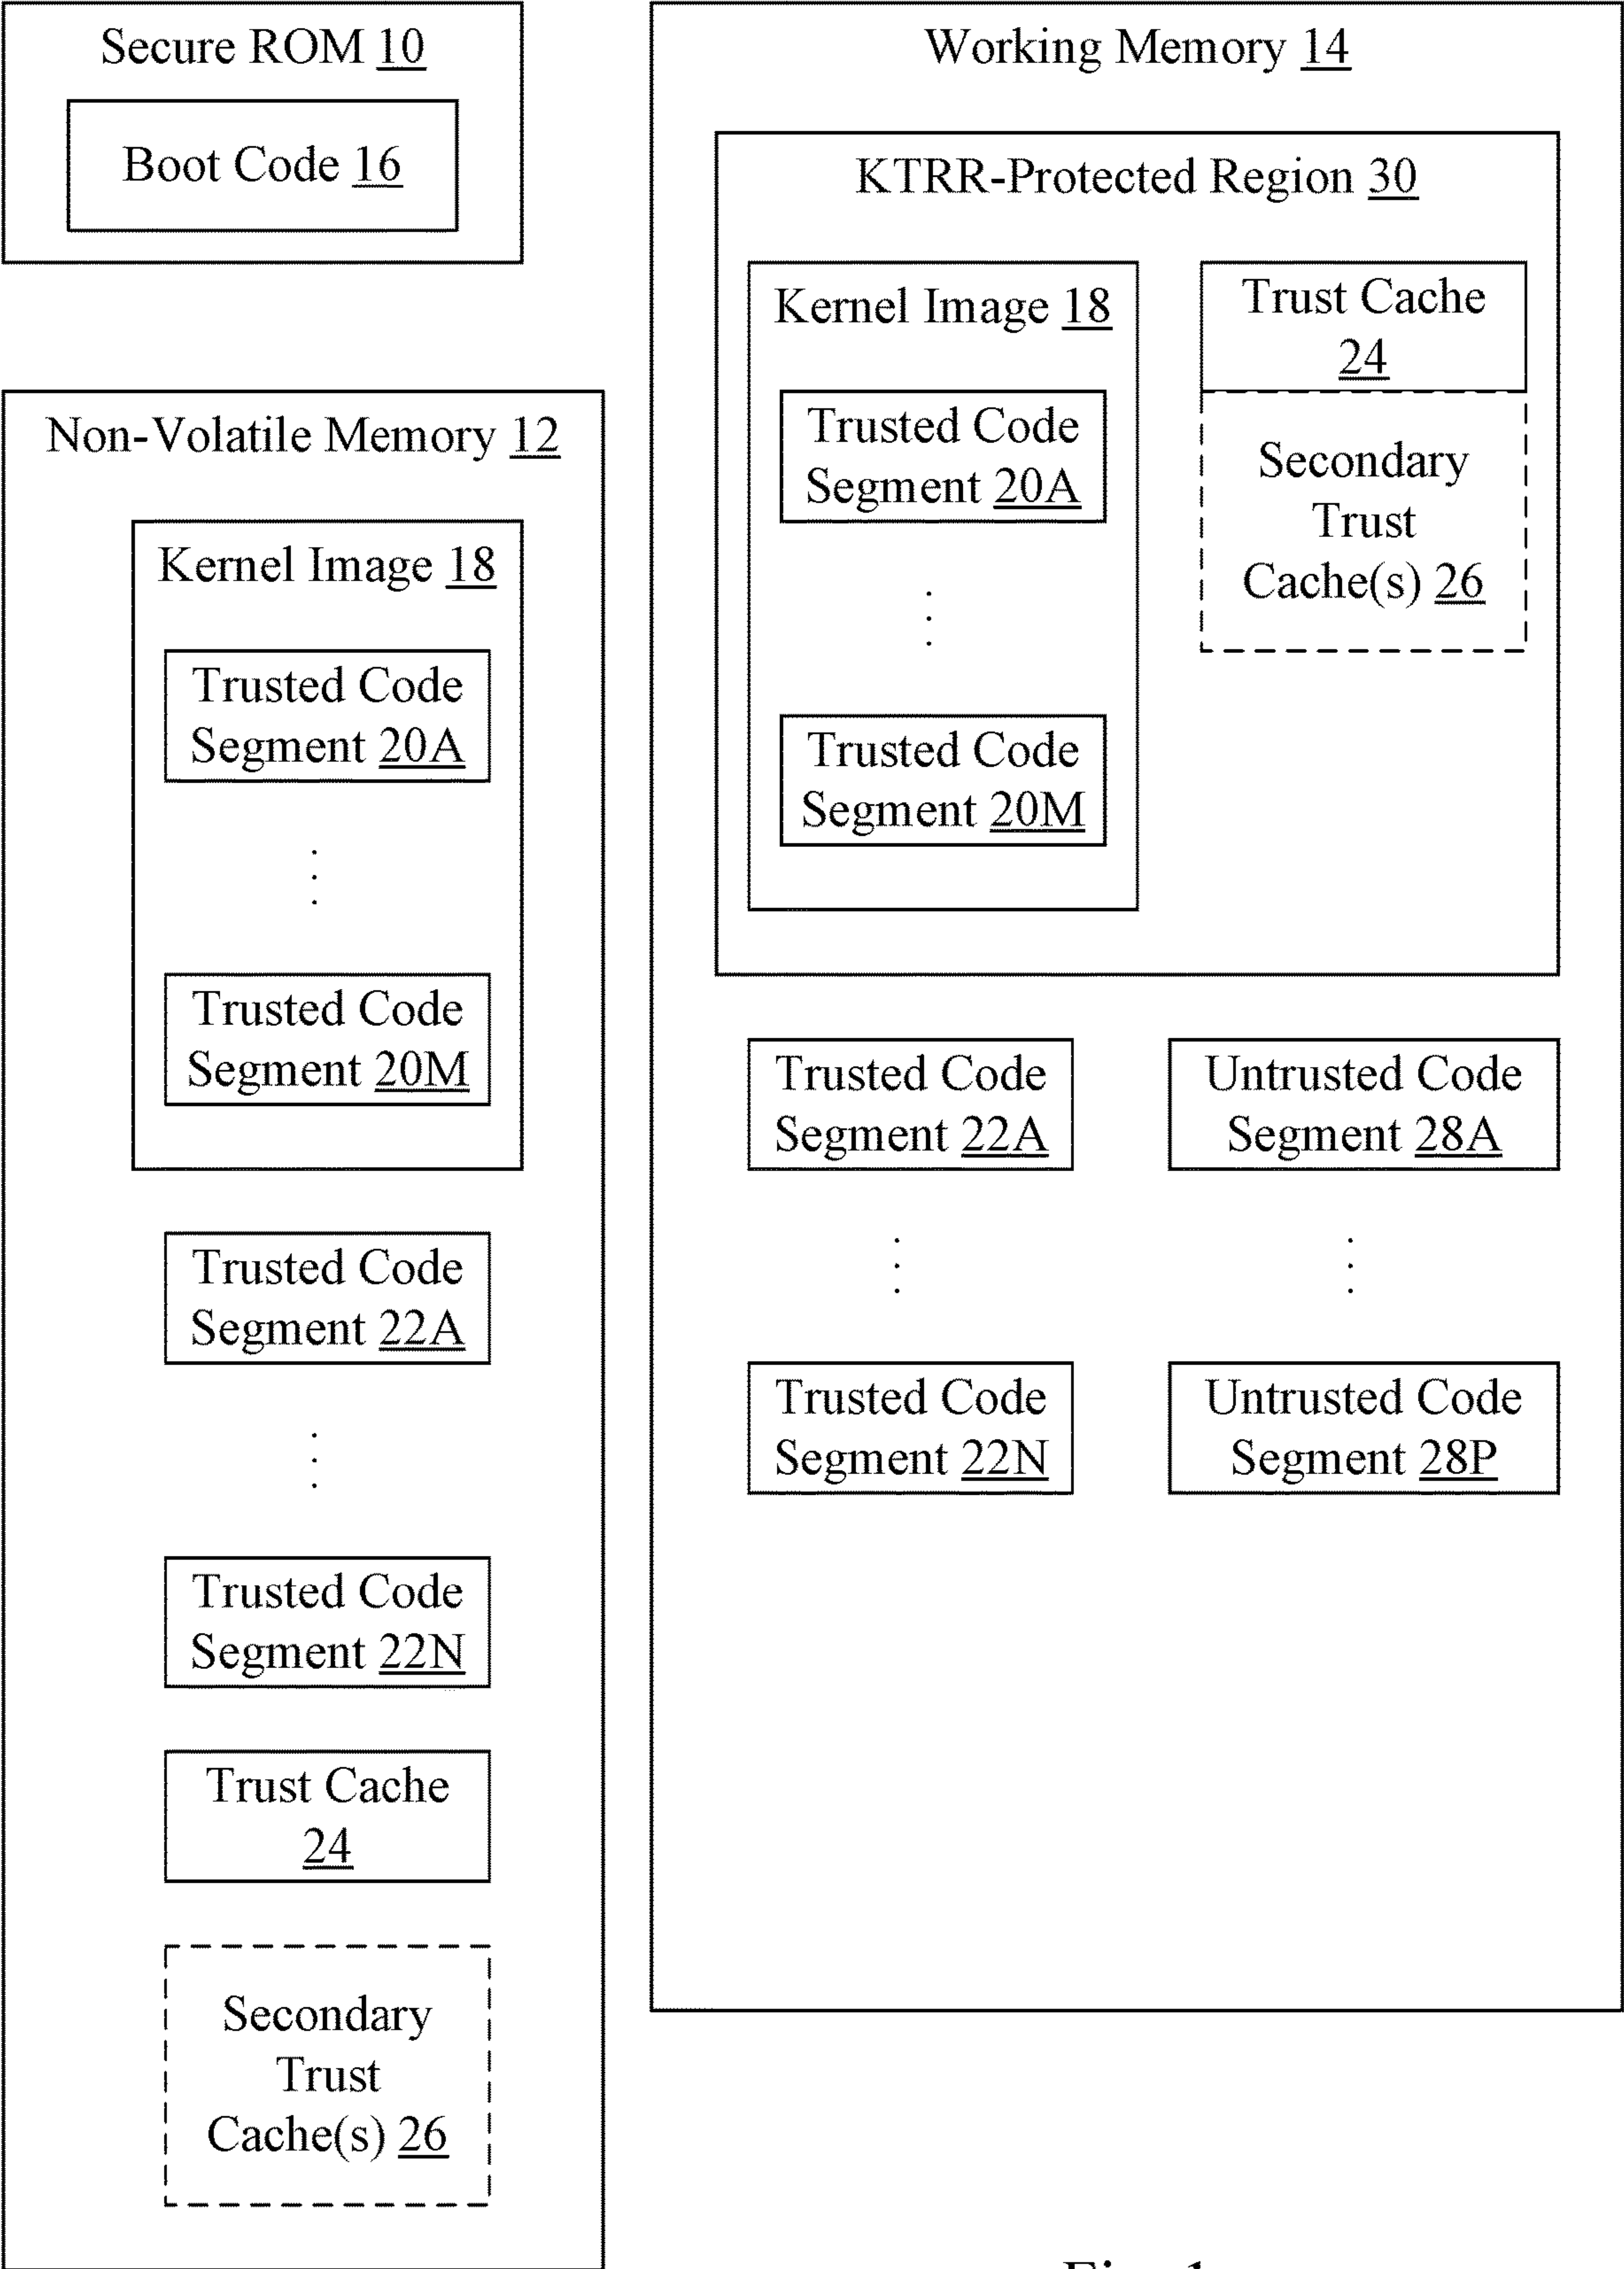 Secure ROM 10
Boot Code 16
Non-Volatile Memory 12
Kernel Image 18
Trusted Code
Segment 20A
Trusted Code
Segment 20M
Trusted Code
Segment 22A
Trusted Code
Segment 22N
Trust Cache
24
Secondary
Trust
Cache(s) 26
Working Memory 14
KTRR-Protected Region 30
Kernel Image 18
Trusted Code
Segment 20A
Trusted Code
Segment 20M
Trust Cache
24
Secondary
Trust
Cache(s) 26
Trusted Code
Segment 22A
Trusted Code
Segment 22N
Untrusted Code
Segment 28A
Untrusted Code
Segment 28P